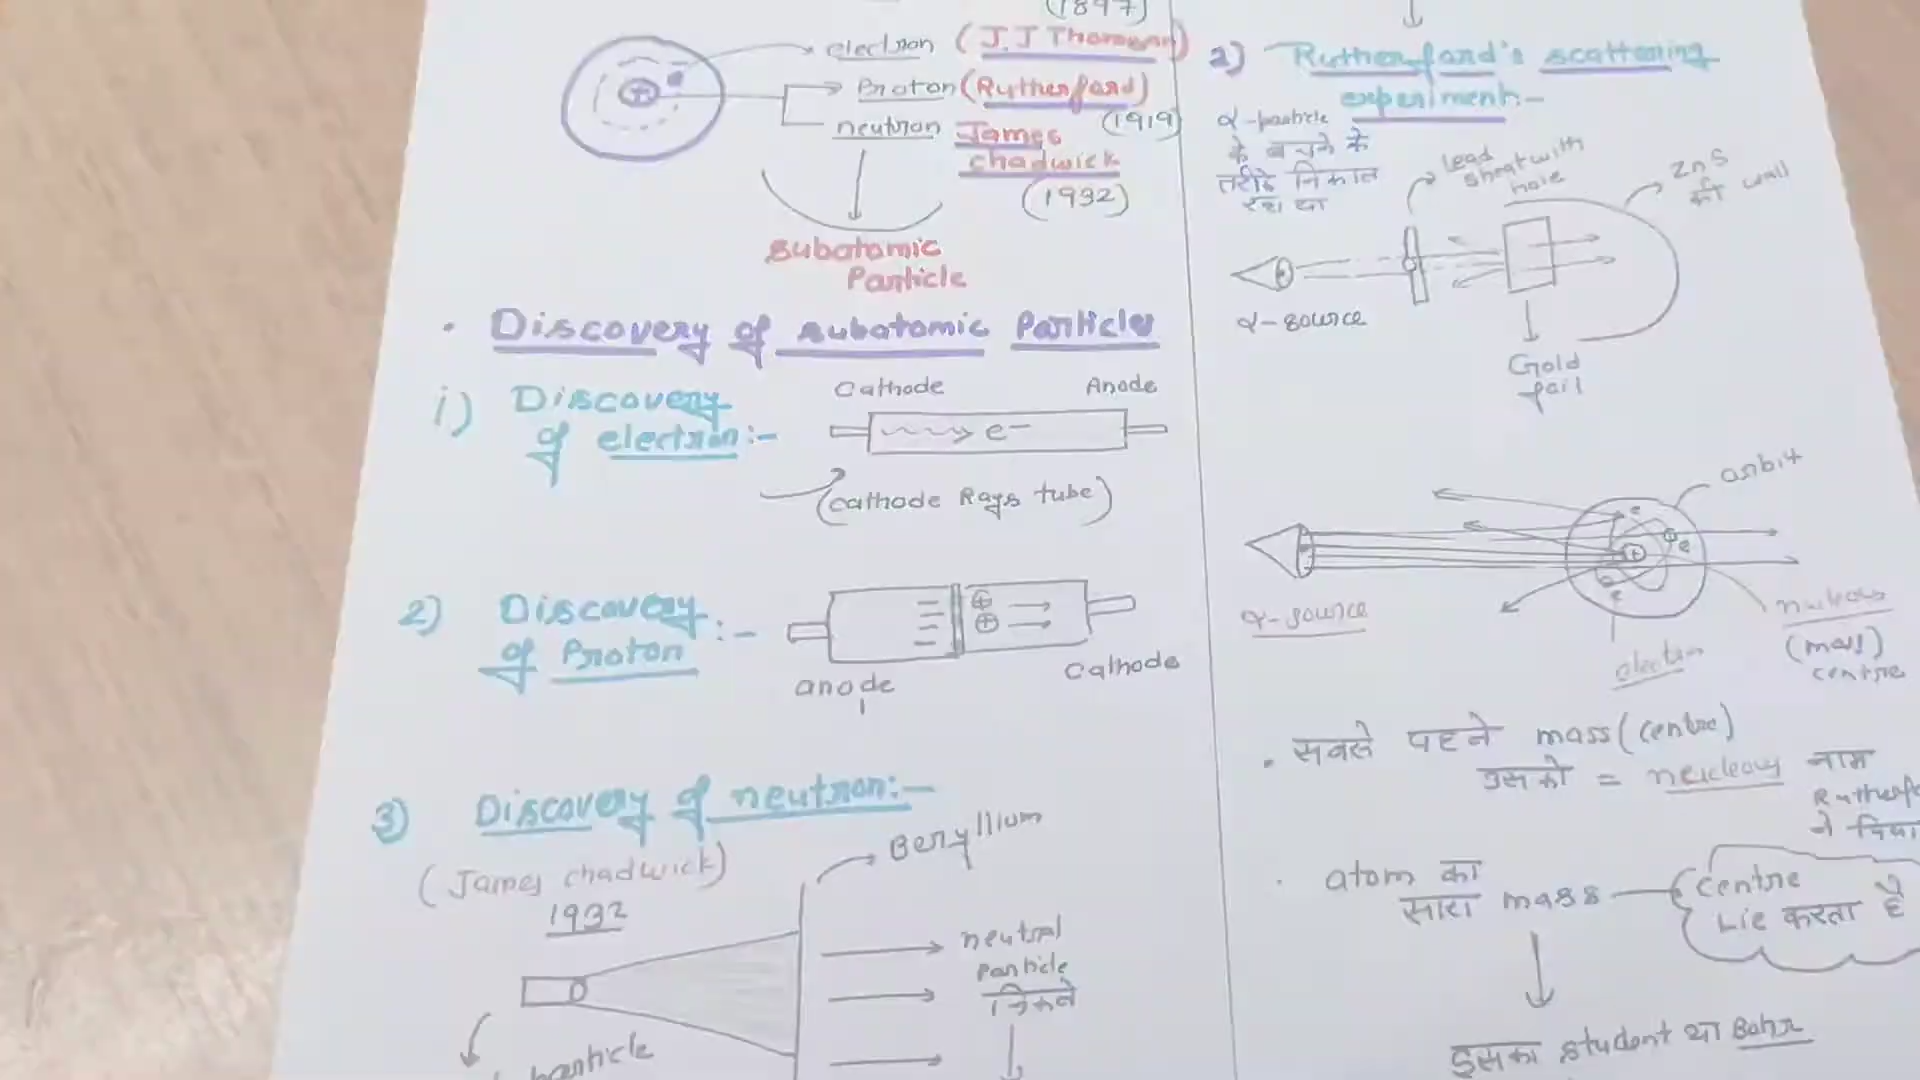 (1897)
electron (J.J Thomson)
Proton (Rutherford)
(1919)
neutron James
chadwick
(1932)
subatomic
Particle
• Discovery of subatomic Particles
i) Discovery
of electron:-
Cathode Anode
e-
(cathode Rays tube)
2) Discovery
of Proton :-
anode
Cathode
3) Discovery of neutron:-
(James chadwick)
1932
Beryllium
neutral
Particle
निकले
particle
2) Rutherford's scattering
experiment:-
α-particle
के बचने के
तरीके निकाल
रहा था
lead
sheet with
hole
ZnS
की wall
α-source
Gold
foil
orbit
α-source
nucleus
(mass)
centre
electron
• सबसे पहले mass (centre)
उसको = nucleus नाम
ने दिया
• atom का
सारा mass
centre
Lie करता है
इसका student था Bohr